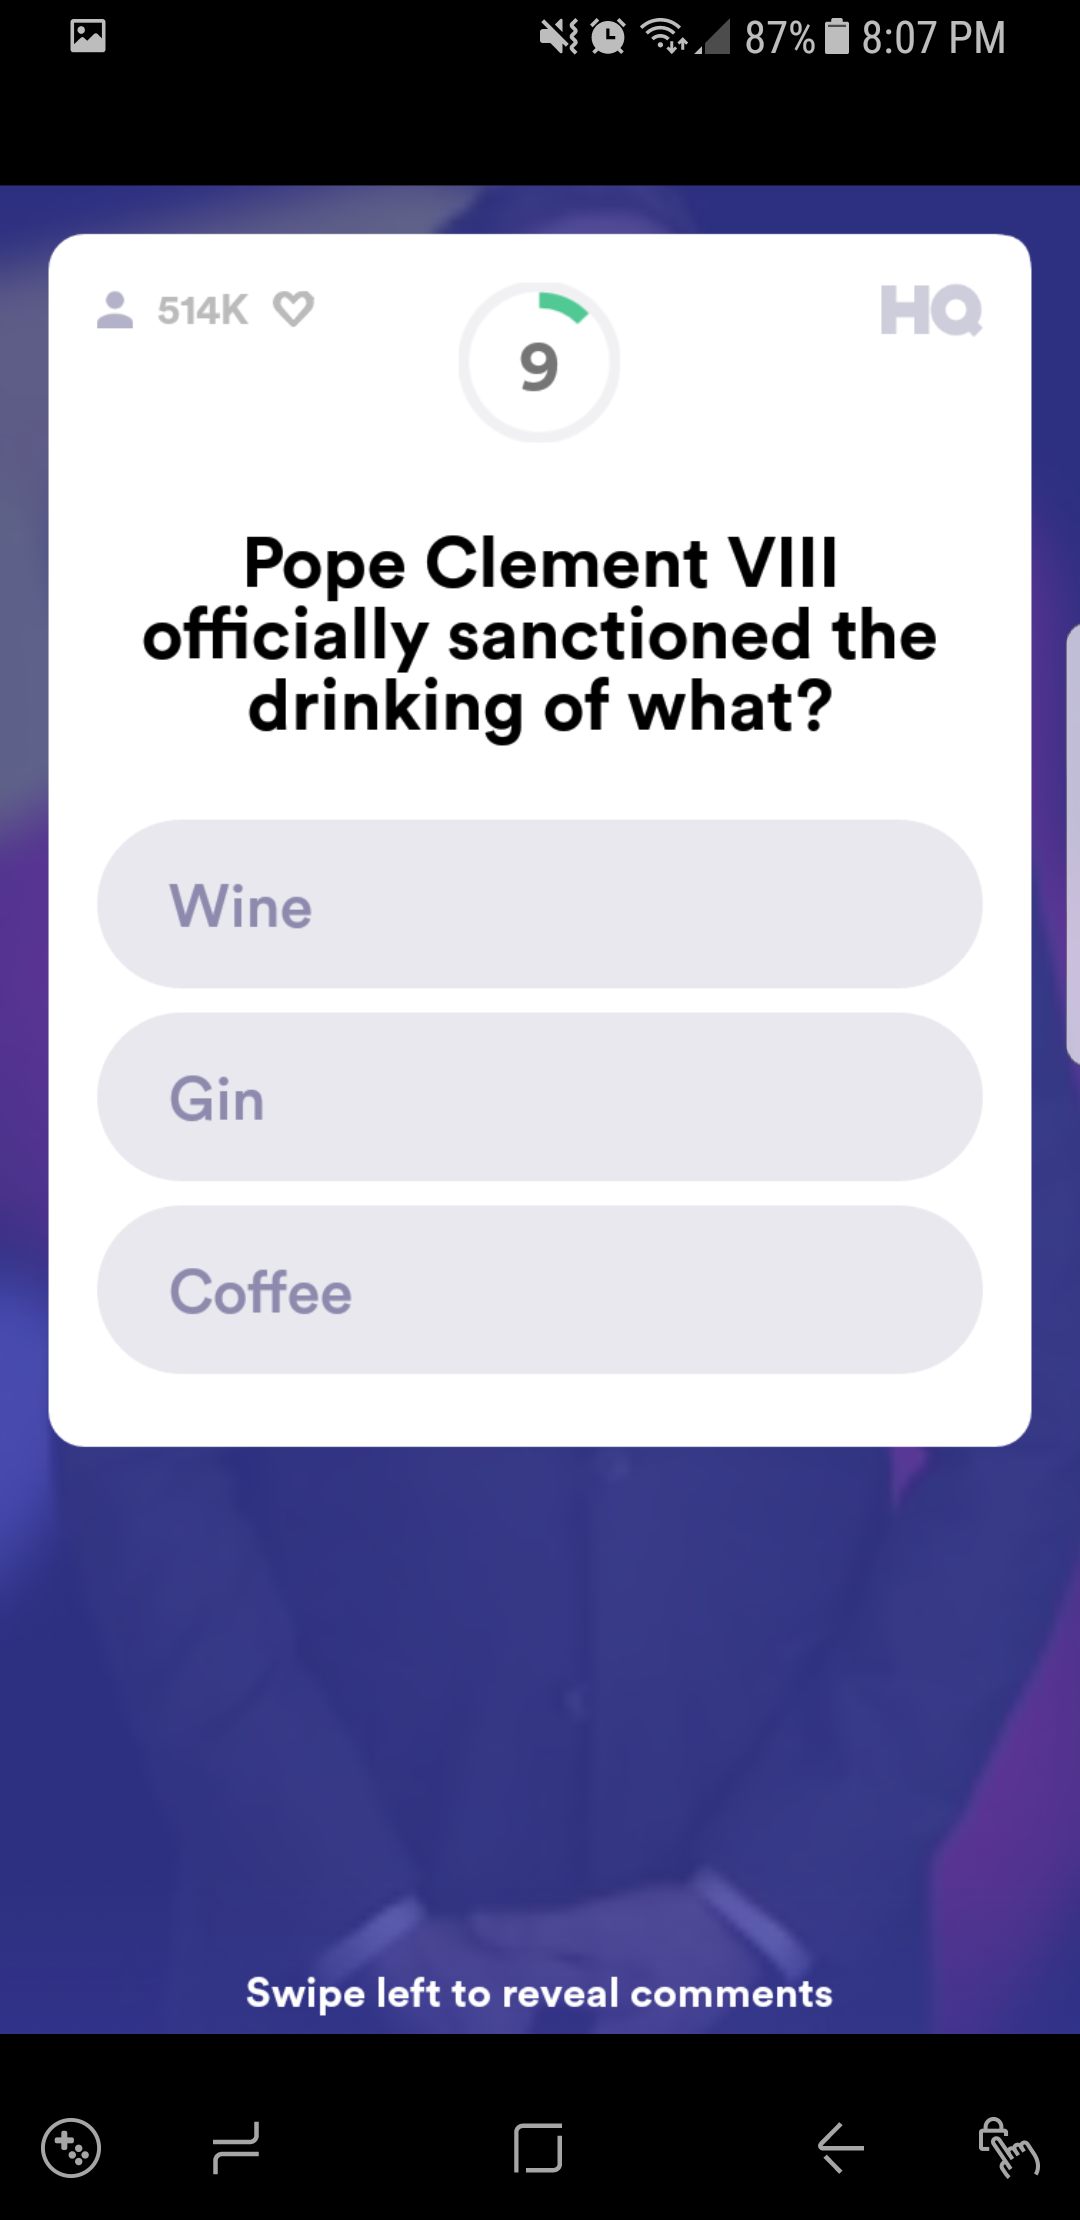 87% 8:07 PM
514K
9
HQ
Pope Clement VIII
officially sanctioned the
drinking of what?
Wine
Gin
Coffee
Swipe left to reveal comments